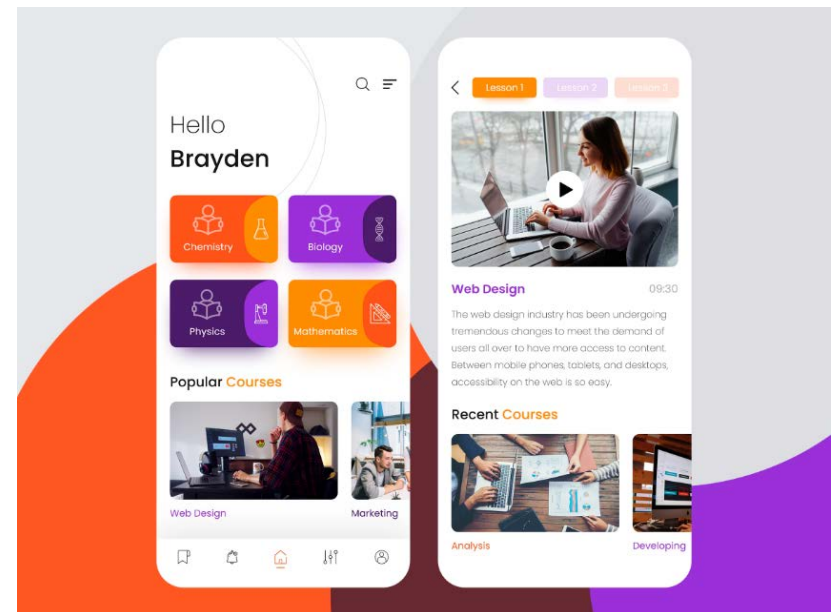 Hello
Brayden
Chemistry
Biology
Physics
Mathematics
Popular Courses
Web Design
Marketing
Lesson 1
Lesson 2
Lesson 3
Web Design
09:30
The web design industry has been undergoing
tremendous changes to meet the demand of
users all over to have more access to content.
Between mobile phones, tablets, and desktops,
accessibility on the web is so easy.
Recent Courses
Analysis
Developing